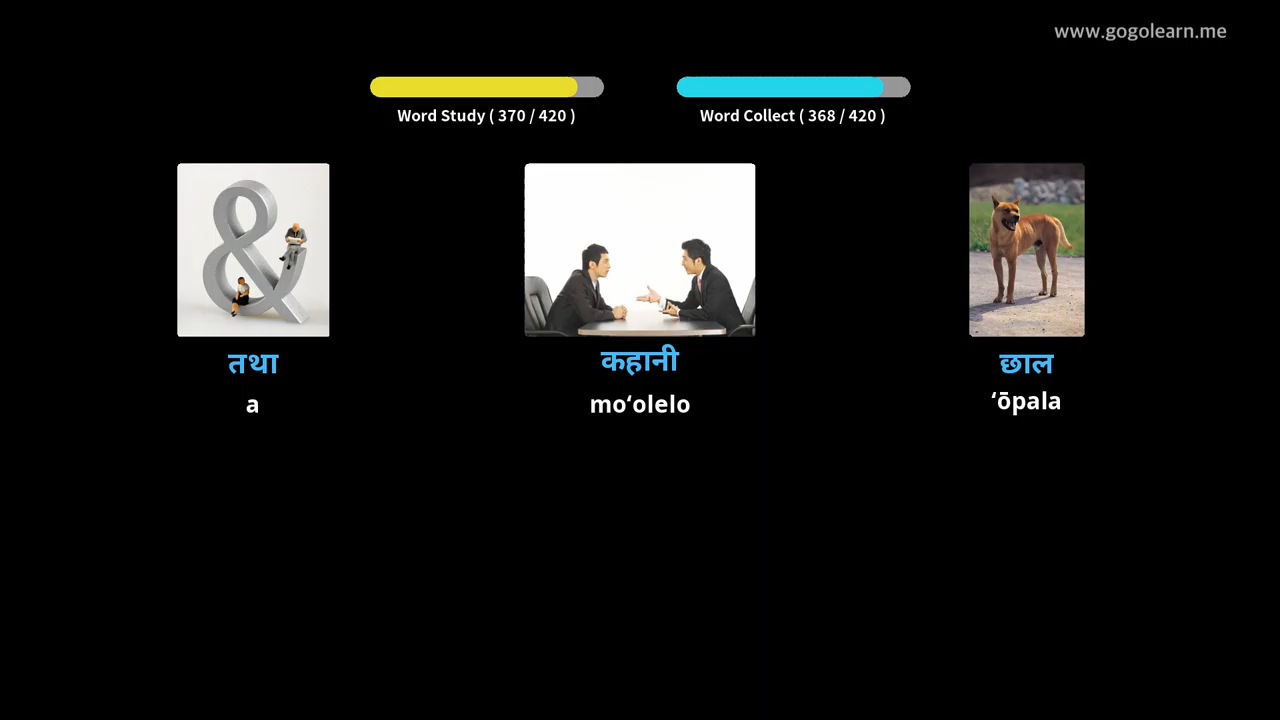 www.gogolearn.me
Word Study ( 370 / 420 )
Word Collect ( 368 / 420 )
&
तथा
कहानी
छाल
a
moʻolelo
ʻōpala